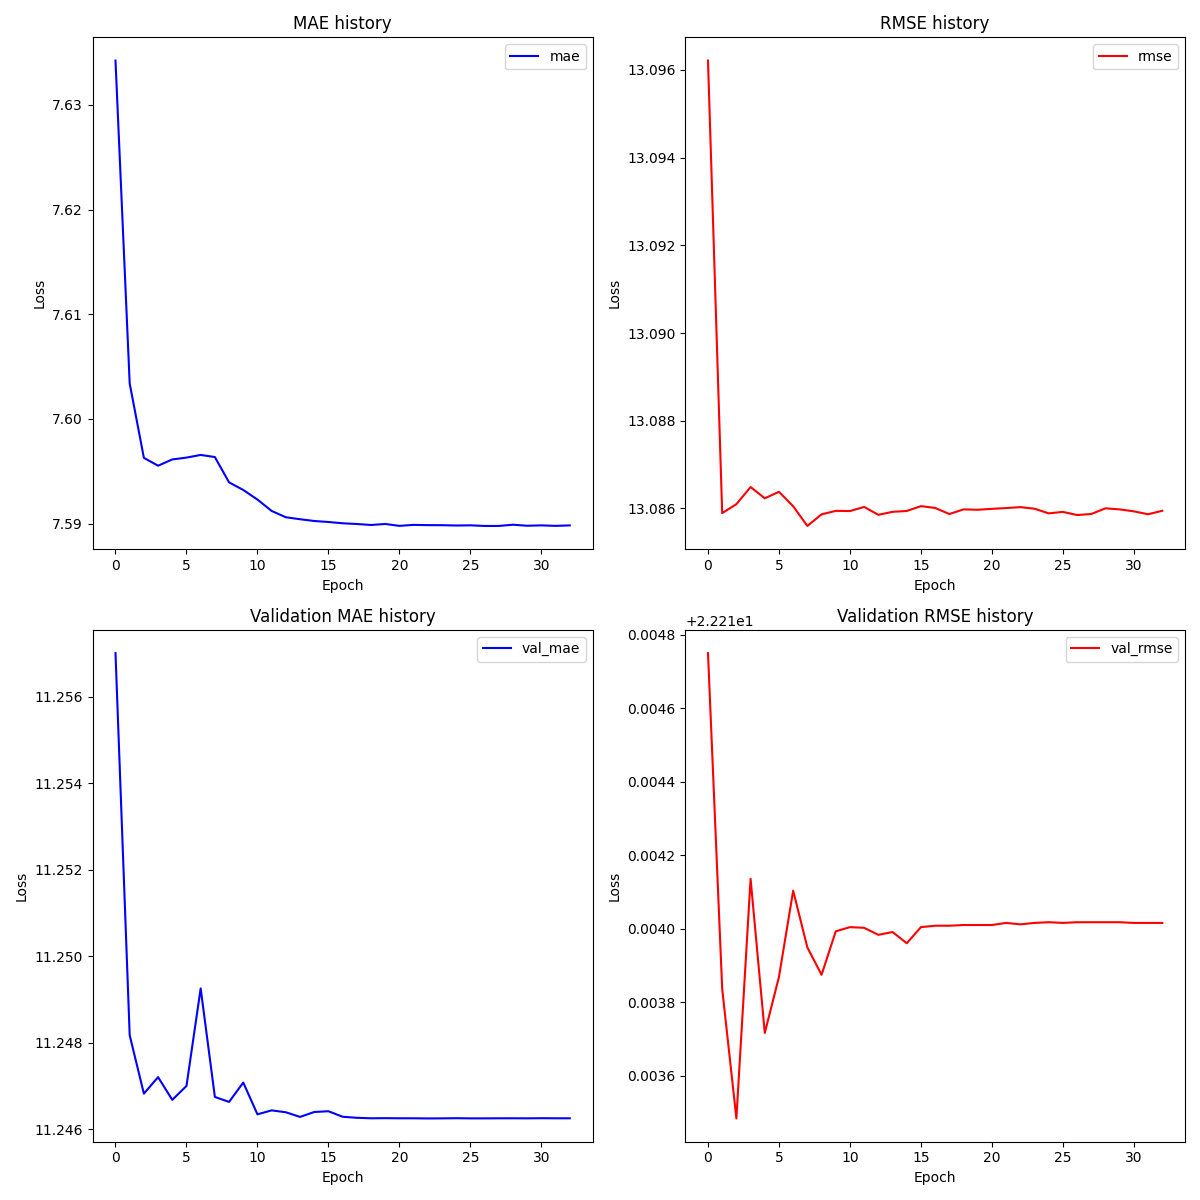 MAE history
mae
7.63
7.62
7.61
7.60
7.59
Loss
0 5 10 15 20 25 30
Epoch
RMSE history
rmse
13.096
13.094
13.092
13.090
13.088
13.086
Loss
0 5 10 15 20 25 30
Epoch
Validation MAE history
val_mae
11.256
11.254
11.252
11.250
11.248
11.246
Loss
0 5 10 15 20 25 30
Epoch
Validation RMSE history
+2.221e1
val_rmse
0.0048
0.0046
0.0044
0.0042
0.0040
0.0038
0.0036
Loss
0 5 10 15 20 25 30
Epoch